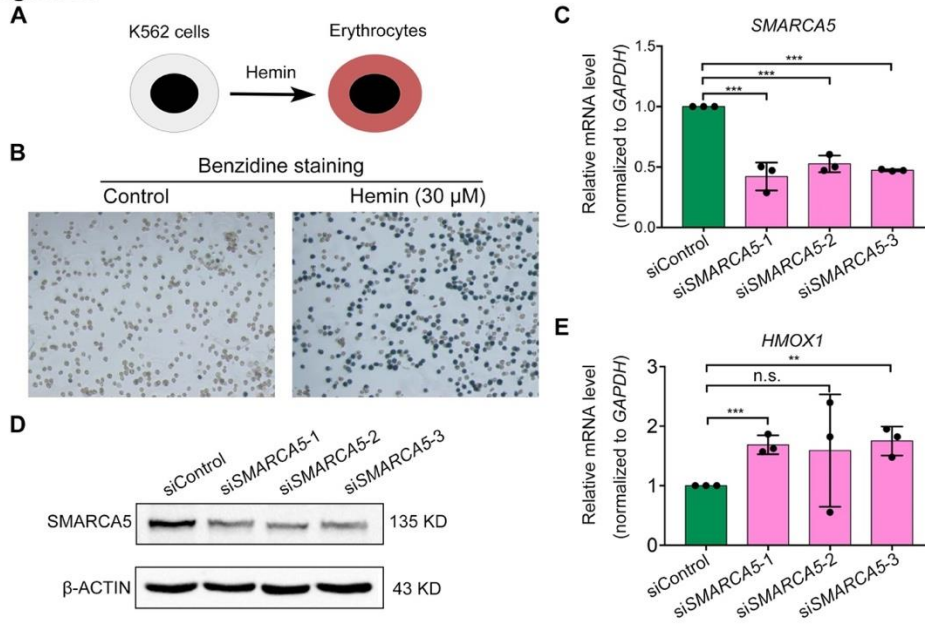 A
K562 cells
Erythrocytes
Hemin
B
Benzidine staining
Control
Hemin (30 µM)
C
SMARCA5
Relative mRNA level
(normalized to GAPDH)
1.5
1.0
0.5
0.0
***
***
***
siControl
siSMARCA5-1
siSMARCA5-2
siSMARCA5-3
D
siControl
siSMARCA5-1
siSMARCA5-2
siSMARCA5-3
SMARCA5
135 KD
β-ACTIN
43 KD
E
HMOX1
Relative mRNA level
(normalized to GAPDH)
3
2
1
0
**
n.s.
***
siControl
siSMARCA5-1
siSMARCA5-2
siSMARCA5-3